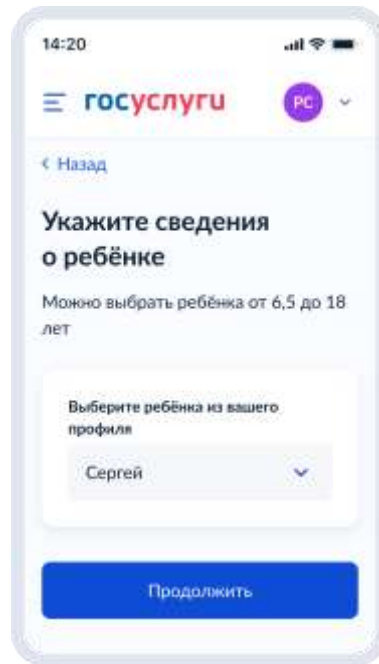 14:20
госуслуги
РС
Назад
Укажите сведения
о ребёнке
Можно выбрать ребёнка от 6,5 до 18
лет
Выберите ребёнка из вашего
профиля
Сергей
Продолжить